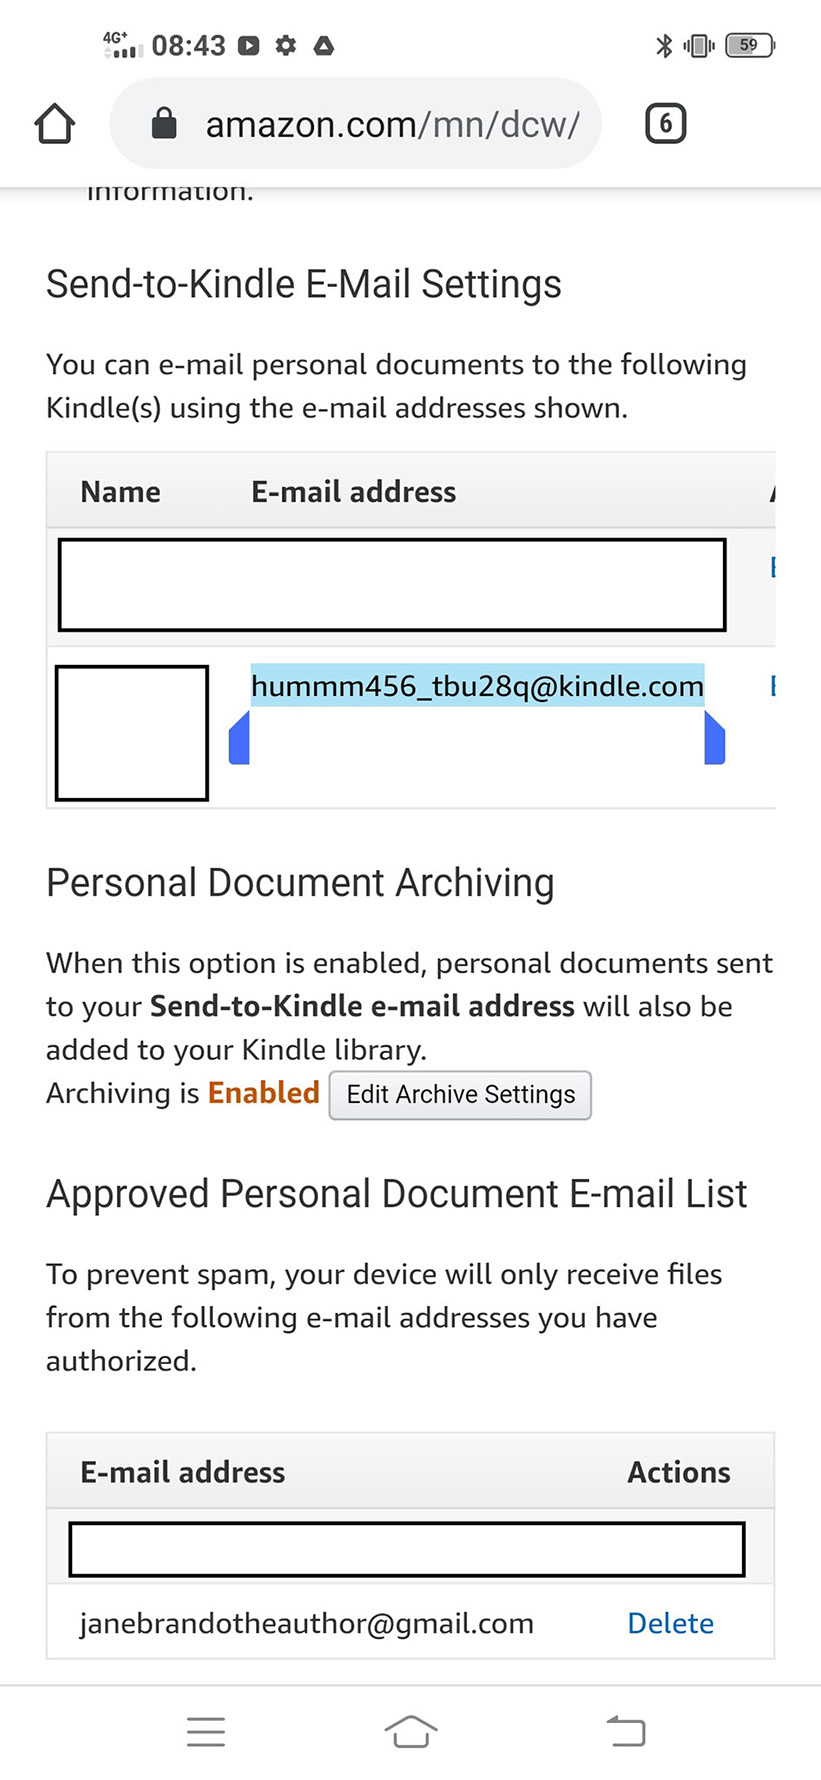 4G+ 08:43 59
amazon.com/mn/dcw/ 6
information.
Send-to-Kindle E-Mail Settings
You can e-mail personal documents to the following
Kindle(s) using the e-mail addresses shown.
Name E-mail address
hummm456_tbu28q@kindle.com
Personal Document Archiving
When this option is enabled, personal documents sent
to your Send-to-Kindle e-mail address will also be
added to your Kindle library.
Archiving is Enabled Edit Archive Settings
Approved Personal Document E-mail List
To prevent spam, your device will only receive files
from the following e-mail addresses you have
authorized.
E-mail address Actions
janebrandotheauthor@gmail.com Delete